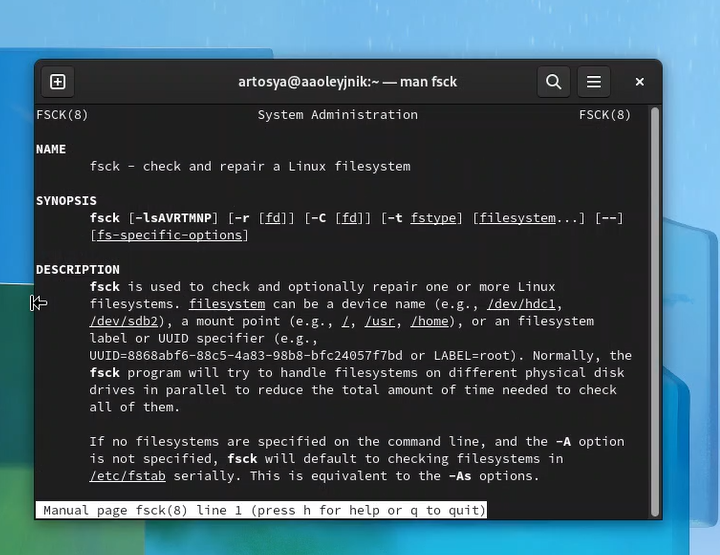 artosya@aaoleyjnik:~ — man fsck
FSCK(8) System Administration FSCK(8)
NAME
fsck - check and repair a Linux filesystem
SYNOPSIS
fsck [-lsAVRTMNP] [-r [fd]] [-C [fd]] [-t fstype] [filesystem...] [--]
[fs-specific-options]
DESCRIPTION
fsck is used to check and optionally repair one or more Linux
filesystems. filesystem can be a device name (e.g., /dev/hdc1,
/dev/sdb2), a mount point (e.g., /, /usr, /home), or an filesystem
label or UUID specifier (e.g.,
UUID=8868abf6-88c5-4a83-98b8-bfc24057f7bd or LABEL=root). Normally, the
fsck program will try to handle filesystems on different physical disk
drives in parallel to reduce the total amount of time needed to check
all of them.
If no filesystems are specified on the command line, and the -A option
is not specified, fsck will default to checking filesystems in
/etc/fstab serially. This is equivalent to the -As options.
Manual page fsck(8) line 1 (press h for help or q to quit)